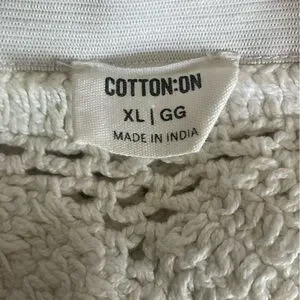 COTTON:ON
XL | GG
MADE IN INDIA